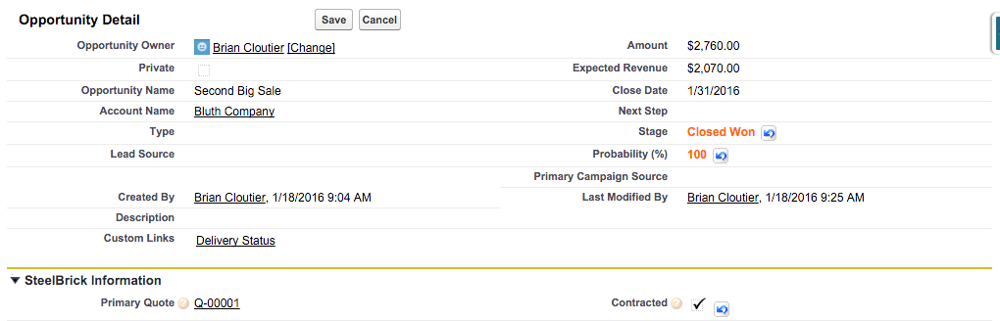 Opportunity Detail Save Cancel
Opportunity Owner Brian Cloutier [Change] Amount $2,760.00
Private Expected Revenue $2,070.00
Opportunity Name Second Big Sale Close Date 1/31/2016
Account Name Bluth Company Next Step
Type Stage Closed Won
Lead Source Probability (%) 100
Primary Campaign Source
Created By Brian Cloutier, 1/18/2016 9:04 AM Last Modified By Brian Cloutier, 1/18/2016 9:25 AM
Description
Custom Links Delivery Status
SteelBrick Information
Primary Quote ? Q-00001 Contracted ?